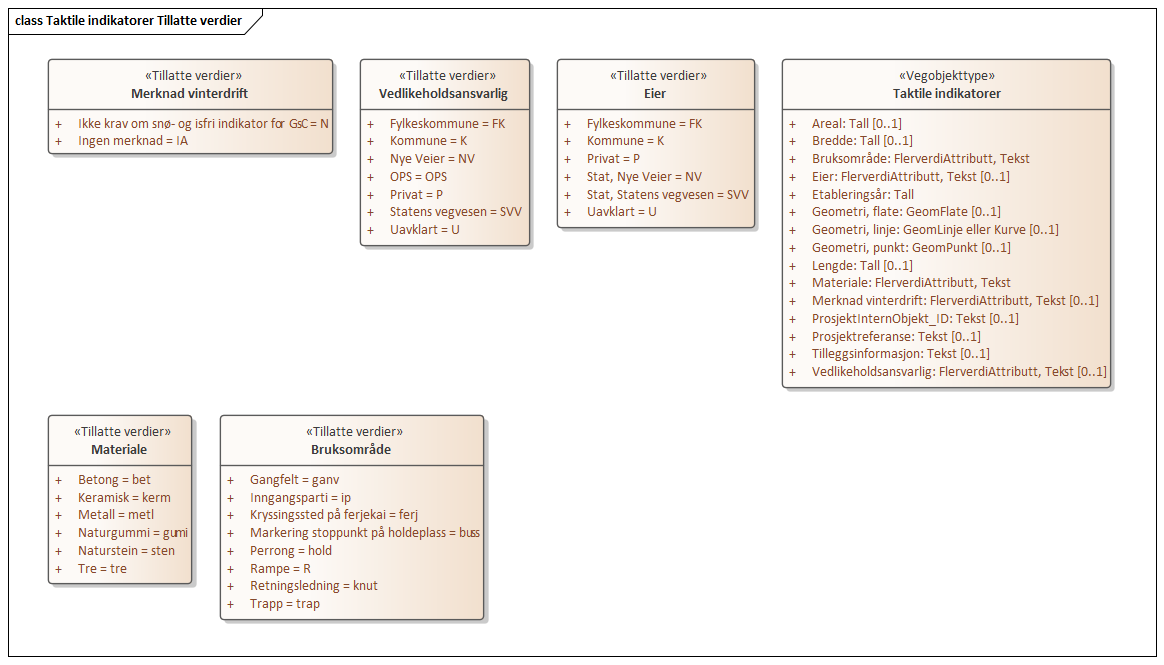 class Taktile indikatorer Tillatte verdier
«Tillatte verdier»
Merknad vinterdrift
+ Ikke krav om snø- og isfri indikator for GsC = N
+ Ingen merknad = IA
«Tillatte verdier»
Vedlikeholdsansvarlig
+ Fylkeskommune = FK
+ Kommune = K
+ Nye Veier = NV
+ OPS = OPS
+ Privat = P
+ Statens vegvesen = SVV
+ Uavklart = U
«Tillatte verdier»
Eier
+ Fylkeskommune = FK
+ Kommune = K
+ Privat = P
+ Stat, Nye Veier = NV
+ Stat, Statens vegvesen = SVV
+ Uavklart = U
«Vegobjekttype»
Taktile indikatorer
+ Areal: Tall [0..1]
+ Bredde: Tall [0..1]
+ Bruksområde: FlerverdiAttributt, Tekst
+ Eier: FlerverdiAttributt, Tekst [0..1]
+ Etableringsår: Tall
+ Geometri, flate: GeomFlate [0..1]
+ Geometri, linje: GeomLinje eller Kurve [0..1]
+ Geometri, punkt: GeomPunkt [0..1]
+ Lengde: Tall [0..1]
+ Materiale: FlerverdiAttributt, Tekst
+ Merknad vinterdrift: FlerverdiAttributt, Tekst [0..1]
+ ProsjektInternObjekt_ID: Tekst [0..1]
+ Prosjektreferanse: Tekst [0..1]
+ Tilleggsinformasjon: Tekst [0..1]
+ Vedlikeholdsansvarlig: FlerverdiAttributt, Tekst [0..1]
«Tillatte verdier»
Materiale
+ Betong = bet
+ Keramisk = kerm
+ Metall = metl
+ Naturgummi = gumi
+ Naturstein = sten
+ Tre = tre
«Tillatte verdier»
Bruksområde
+ Gangfelt = ganv
+ Inngangsparti = ip
+ Kryssingssted på ferjekai = ferj
+ Markering stoppunkt på holdeplass = buss
+ Perrong = hold
+ Rampe = R
+ Retningsledning = knut
+ Trapp = trap